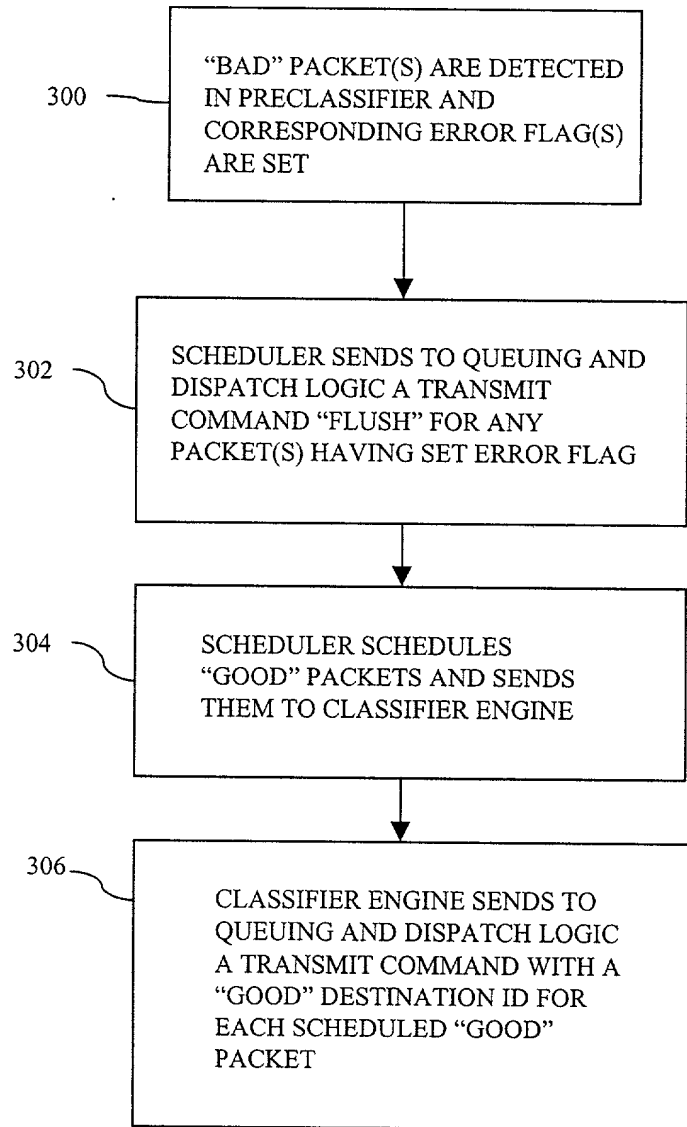 300
“BAD” PACKET(S) ARE DETECTED
IN PRECLASSIFIER AND
CORRESPONDING ERROR FLAG(S)
ARE SET
302
SCHEDULER SENDS TO QUEUING AND
DISPATCH LOGIC A TRANSMIT
COMMAND “FLUSH” FOR ANY
PACKET(S) HAVING SET ERROR FLAG
304
SCHEDULER SCHEDULES
“GOOD” PACKETS AND SENDS
THEM TO CLASSIFIER ENGINE
306
CLASSIFIER ENGINE SENDS TO
QUEUING AND DISPATCH LOGIC
A TRANSMIT COMMAND WITH A
“GOOD” DESTINATION ID FOR
EACH SCHEDULED “GOOD”
PACKET